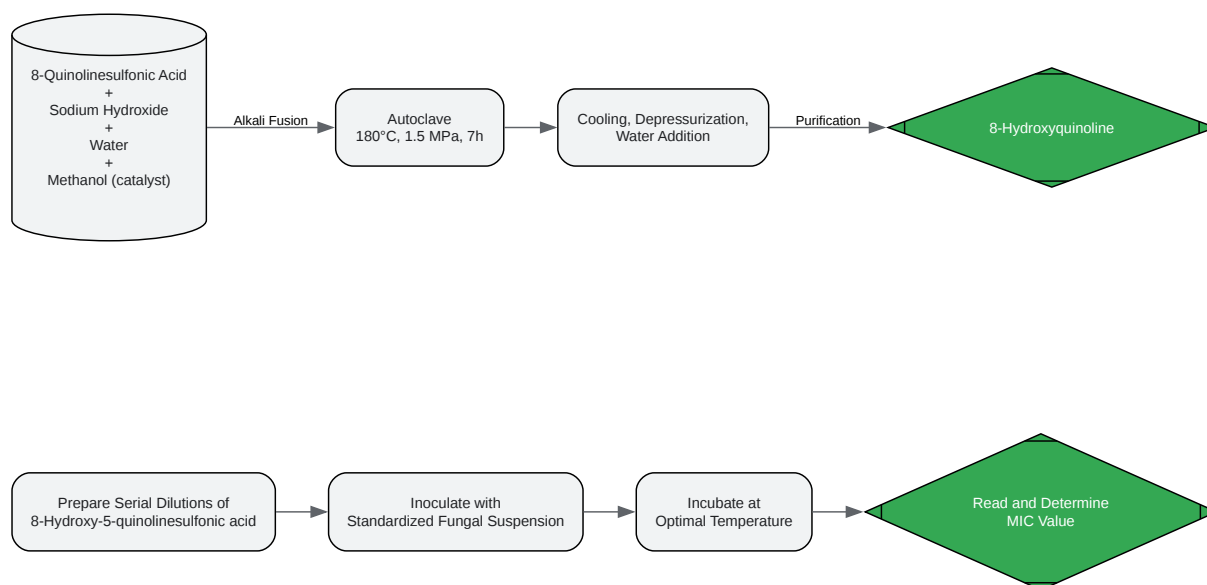 8-Quinolinesulfonic Acid
+
Sodium Hydroxide
+
Water
+
Methanol (catalyst)
Alkali Fusion
Autoclave
180°C, 1.5 MPa, 7h
Cooling, Depressurization,
Water Addition
Purification
8-Hydroxyquinoline
Prepare Serial Dilutions of
8-Hydroxy-5-quinolinesulfonic acid
Inoculate with
Standardized Fungal Suspension
Incubate at
Optimal Temperature
Read and Determine
MIC Value